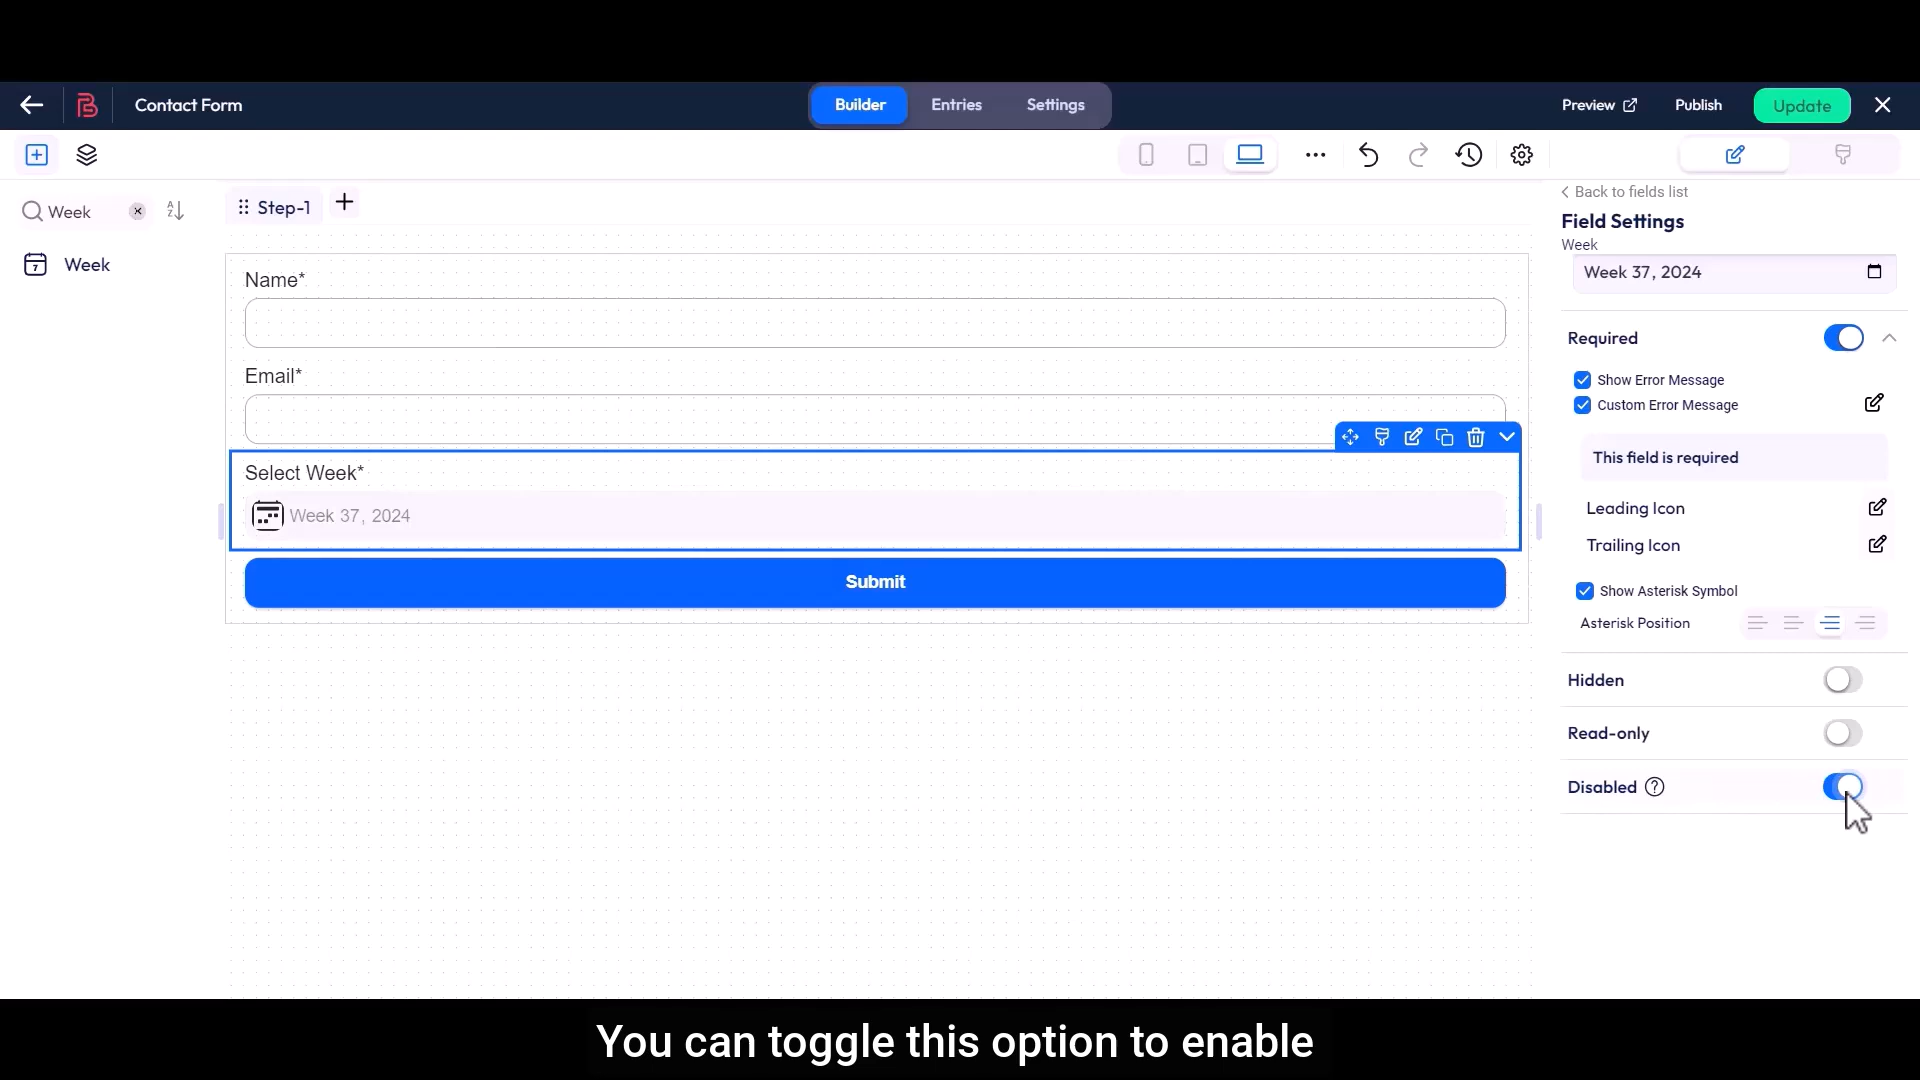 Contact Form
Builder
Entries
Settings
Preview
Publish
Update
Week
Week
Step-1
Name*
Email*
Select Week*
Week 37, 2024
Submit
Back to fields list
Field Settings
Week
Week 37, 2024
Required
Show Error Message
Custom Error Message
This field is required
Leading Icon
Trailing Icon
Show Asterisk Symbol
Asterisk Position
Hidden
Read-only
Disabled
You can toggle this option to enable